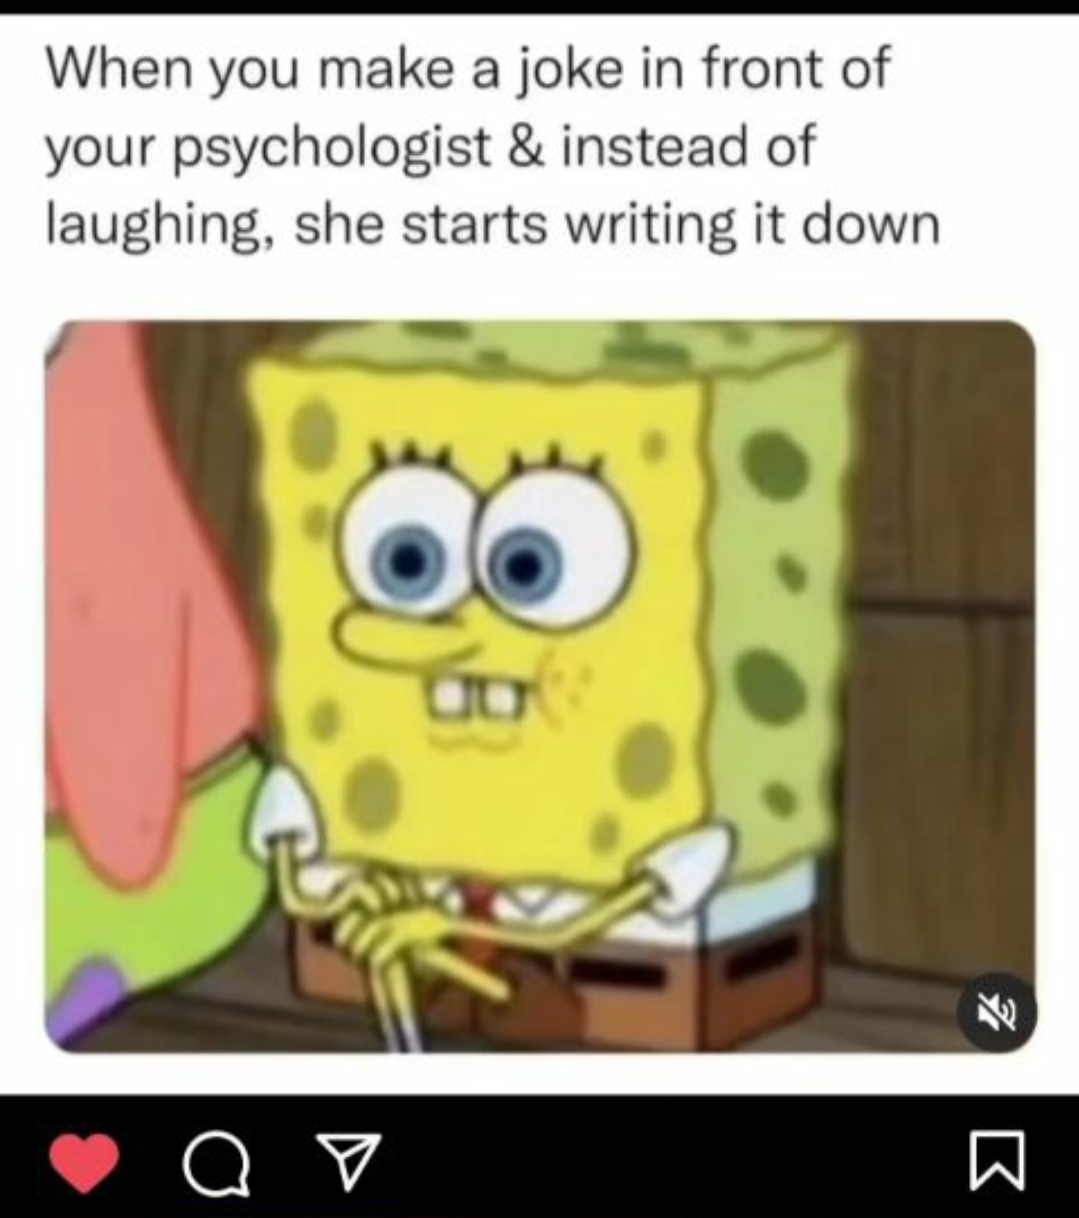 When you make a joke in front of
your psychologist & instead of
laughing, she starts writing it down